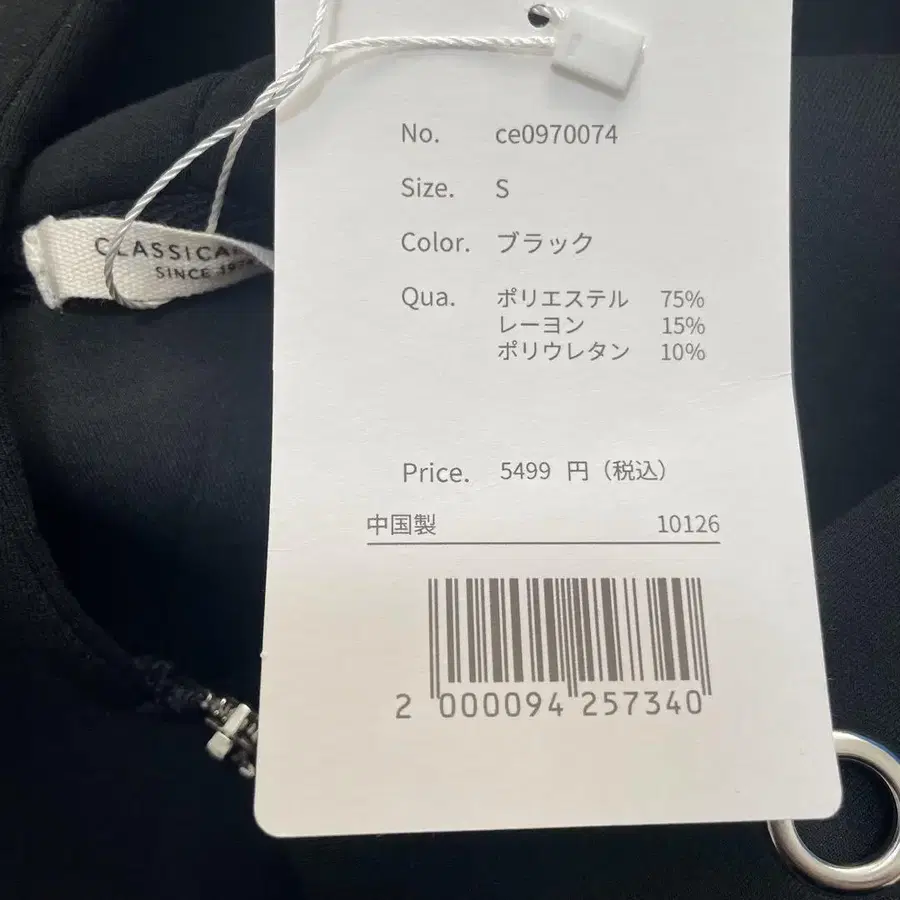 No. ce0970074
Size. S
Color. ブラック
Qua. ポリエステル 75%
レーヨン 15%
ポリウレタン 10%
Price. 5499 円（税込）
中国製 10126
2 000094 257340
SINCE